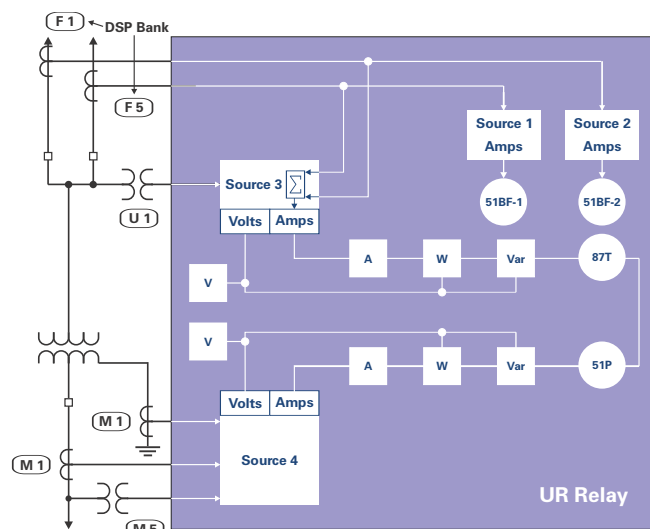 F 1
DSP Bank
F 5
Source 1
Amps
Source 2
Amps
Source 3
Σ
U 1
51BF-1
51BF-2
Volts
Amps
A
W
Var
87T
V
V
A
W
Var
51P
Volts
Amps
M 1
Source 4
M 1
UR Relay
M 5